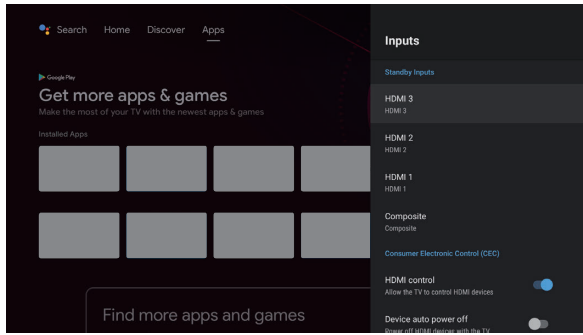 Search Home Discover Apps
Google Play
Get more apps & games
Make the most of your TV with the newest apps & games
Installed Apps
Find more apps and games
Inputs
Standby Inputs
HDMI 3
HDMI 3
HDMI 2
HDMI 2
HDMI 1
HDMI 1
Composite
Composite
Consumer Electronic Control (CEC)
HDMI control
Allow the TV to control HDMI devices
Device auto power off
Power off HDMI devices with the TV